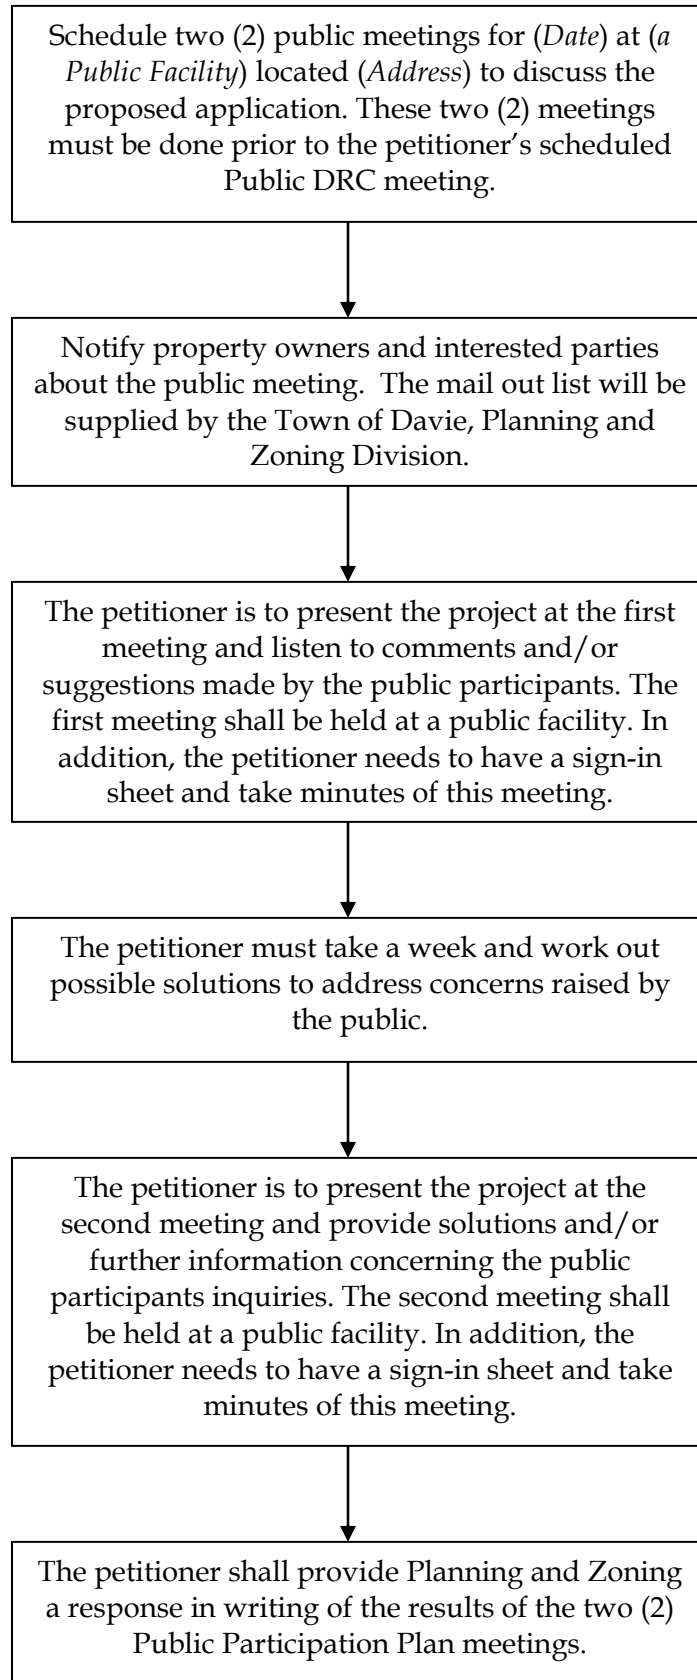 Schedule two (2) public meetings for (Date) at (a
Public Facility) located (Address) to discuss the
proposed application. These two (2) meetings
must be done prior to the petitioner’s scheduled
Public DRC meeting.
Notify property owners and interested parties
about the public meeting. The mail out list will be
supplied by the Town of Davie, Planning and
Zoning Division.
The petitioner is to present the project at the first
meeting and listen to comments and/or
suggestions made by the public participants. The
first meeting shall be held at a public facility. In
addition, the petitioner needs to have a sign-in
sheet and take minutes of this meeting.
The petitioner must take a week and work out
possible solutions to address concerns raised by
the public.
The petitioner is to present the project at the
second meeting and provide solutions and/or
further information concerning the public
participants inquiries. The second meeting shall
be held at a public facility. In addition, the
petitioner needs to have a sign-in sheet and take
minutes of this meeting.
The petitioner shall provide Planning and Zoning
a response in writing of the results of the two (2)
Public Participation Plan meetings.